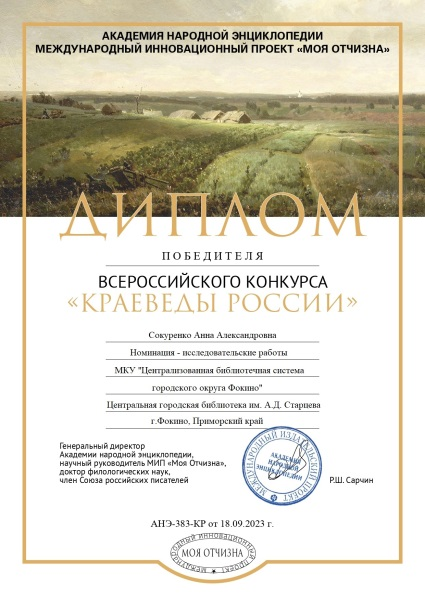 АКАДЕМИЯ НАРОДНОЙ ЭНЦИКЛОПЕДИИ
МЕЖДУНАРОДНЫЙ ИННОВАЦИОННЫЙ ПРОЕКТ «МОЯ ОТЧИЗНА»
ДИПЛОМ
ПОБЕДИТЕЛЯ
ВСЕРОССИЙСКОГО КОНКУРСА
«КРАЕВЕДЫ РОССИИ»
Сокуренко Анна Александровна
Номинация - исследовательские работы
МКУ "Централизованная библиотечная система
городского округа Фокино"
Центральная городская библиотека им. А.Д. Старцева
г.Фокино, Приморский край
Генеральный директор
Академии народной энциклопедии,
научный руководитель МИП «Моя Отчизна»,
доктор филологических наук,
член Союза российских писателей
МЕЖДУНАРОДНЫЙ ИЗДАТЕЛЬСКИЙ ПРОЕКТ
АКАДЕМИЯ
НАРОДНОЙ
ЭНЦИКЛОПЕДИИ
Р.Ш. Сарчин
АНЭ-383-КР от 18.09.2023 г.
МЕЖДУНАРОДНЫЙ ИННОВАЦИОННЫЙ
МОЯ ОТЧИЗНА
ПРОЕКТ